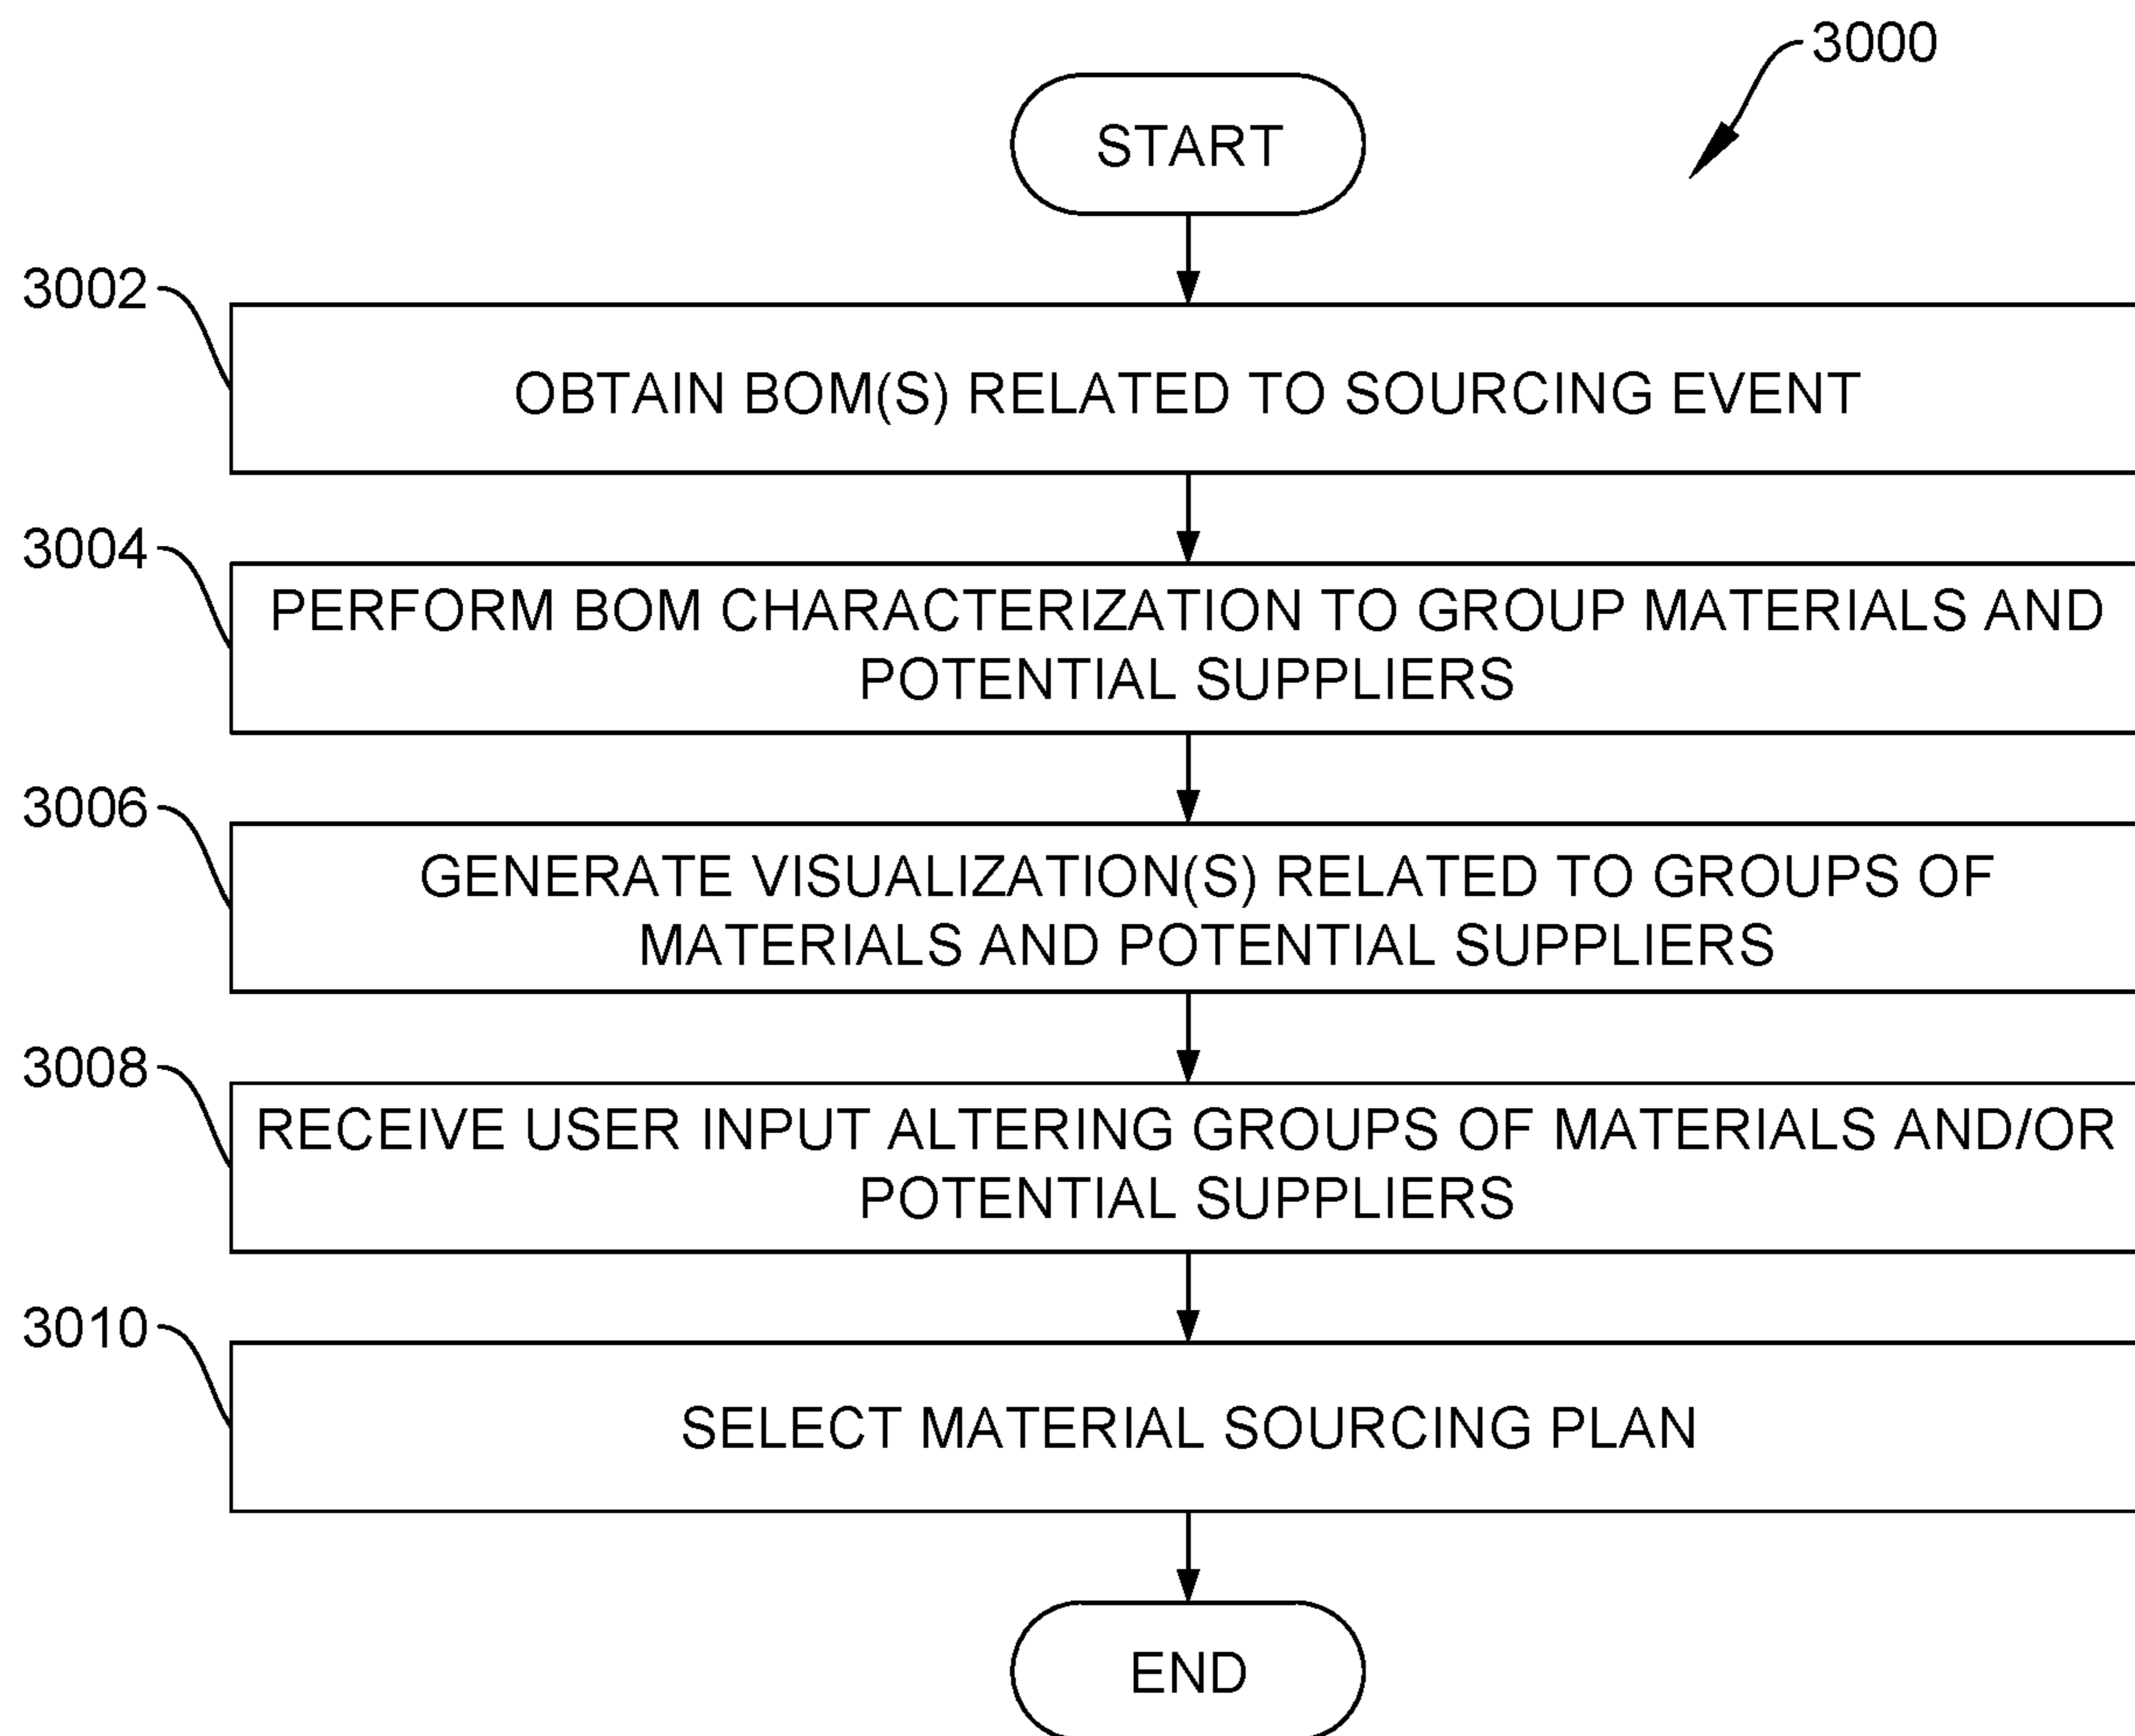 3000
START
3002
OBTAIN BOM(S) RELATED TO SOURCING EVENT
3004
PERFORM BOM CHARACTERIZATION TO GROUP MATERIALS AND
POTENTIAL SUPPLIERS
3006
GENERATE VISUALIZATION(S) RELATED TO GROUPS OF
MATERIALS AND POTENTIAL SUPPLIERS
3008
RECEIVE USER INPUT ALTERING GROUPS OF MATERIALS AND/OR
POTENTIAL SUPPLIERS
3010
SELECT MATERIAL SOURCING PLAN
END